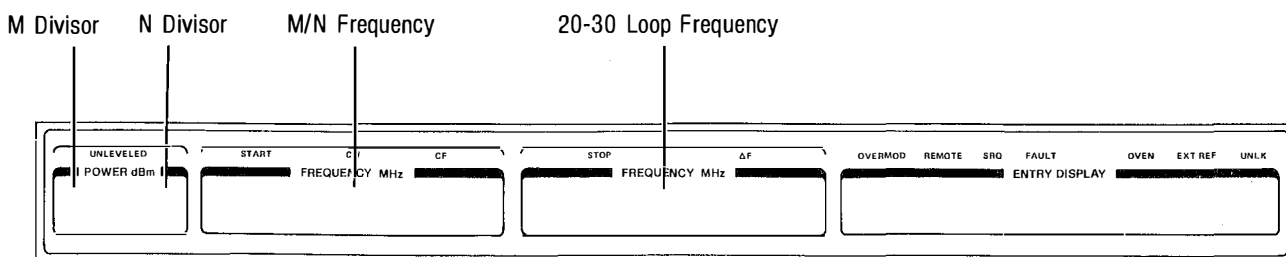 M Divisor N Divisor M/N Frequency 20-30 Loop Frequency
UNLEVELED START CF STOP ΔF OVERMOD REMOTE SRQ FAULT OVEN EXT REF UNLK
POWER dBm FREQUENCY MHz FREQUENCY MHz ENTRY DISPLAY